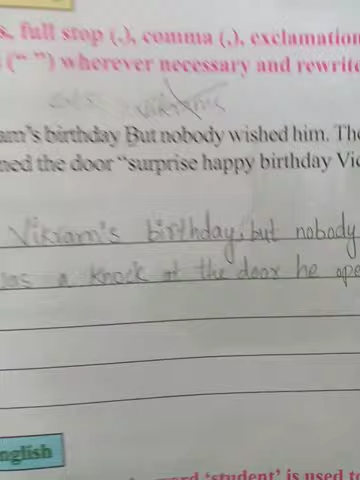 s, full stop (.), comma (,), exclamation
(“ ”) wherever necessary and rewrite
Vikrams
am's birthday But nobody wished him. The
ned the door “surprise happy birthday Vic
Vikram's birthday, but nobody
as a knock at the door he ope
nglish
word ‘student’ is used to